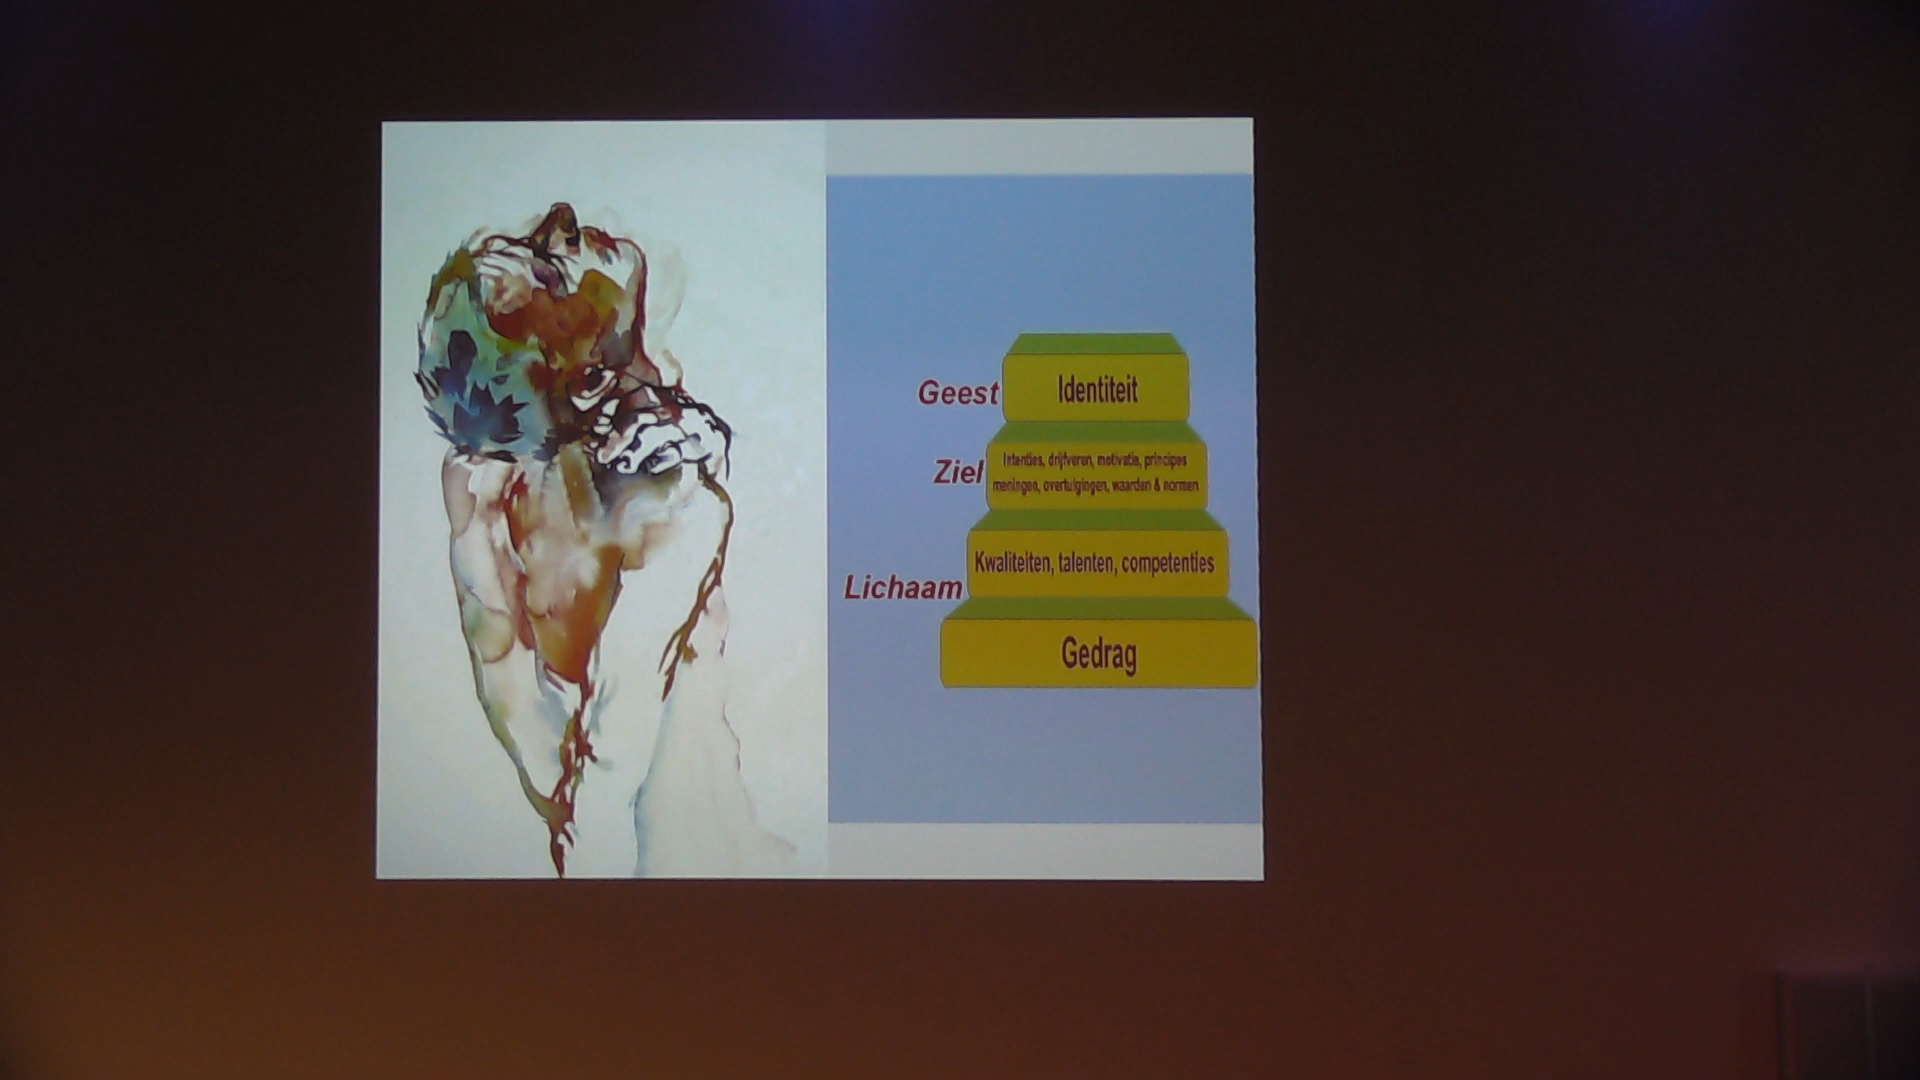 Geest
Identiteit
Ziel
Intenties, drijfveren, motivatie, principes
meningen, overtuigingen, waarden & normen
Kwaliteiten, talenten, competenties
Lichaam
Gedrag